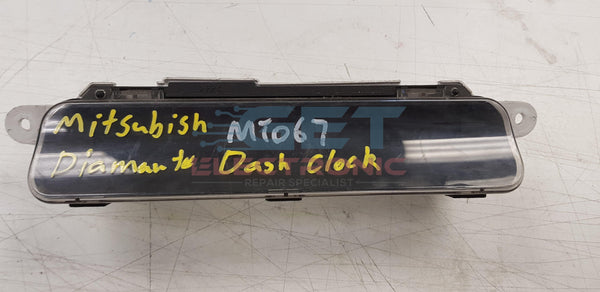 Mitsubish MT067
Diamante Dash Clock
GET
ELECTRONIC
REPAIR SPECIALIST